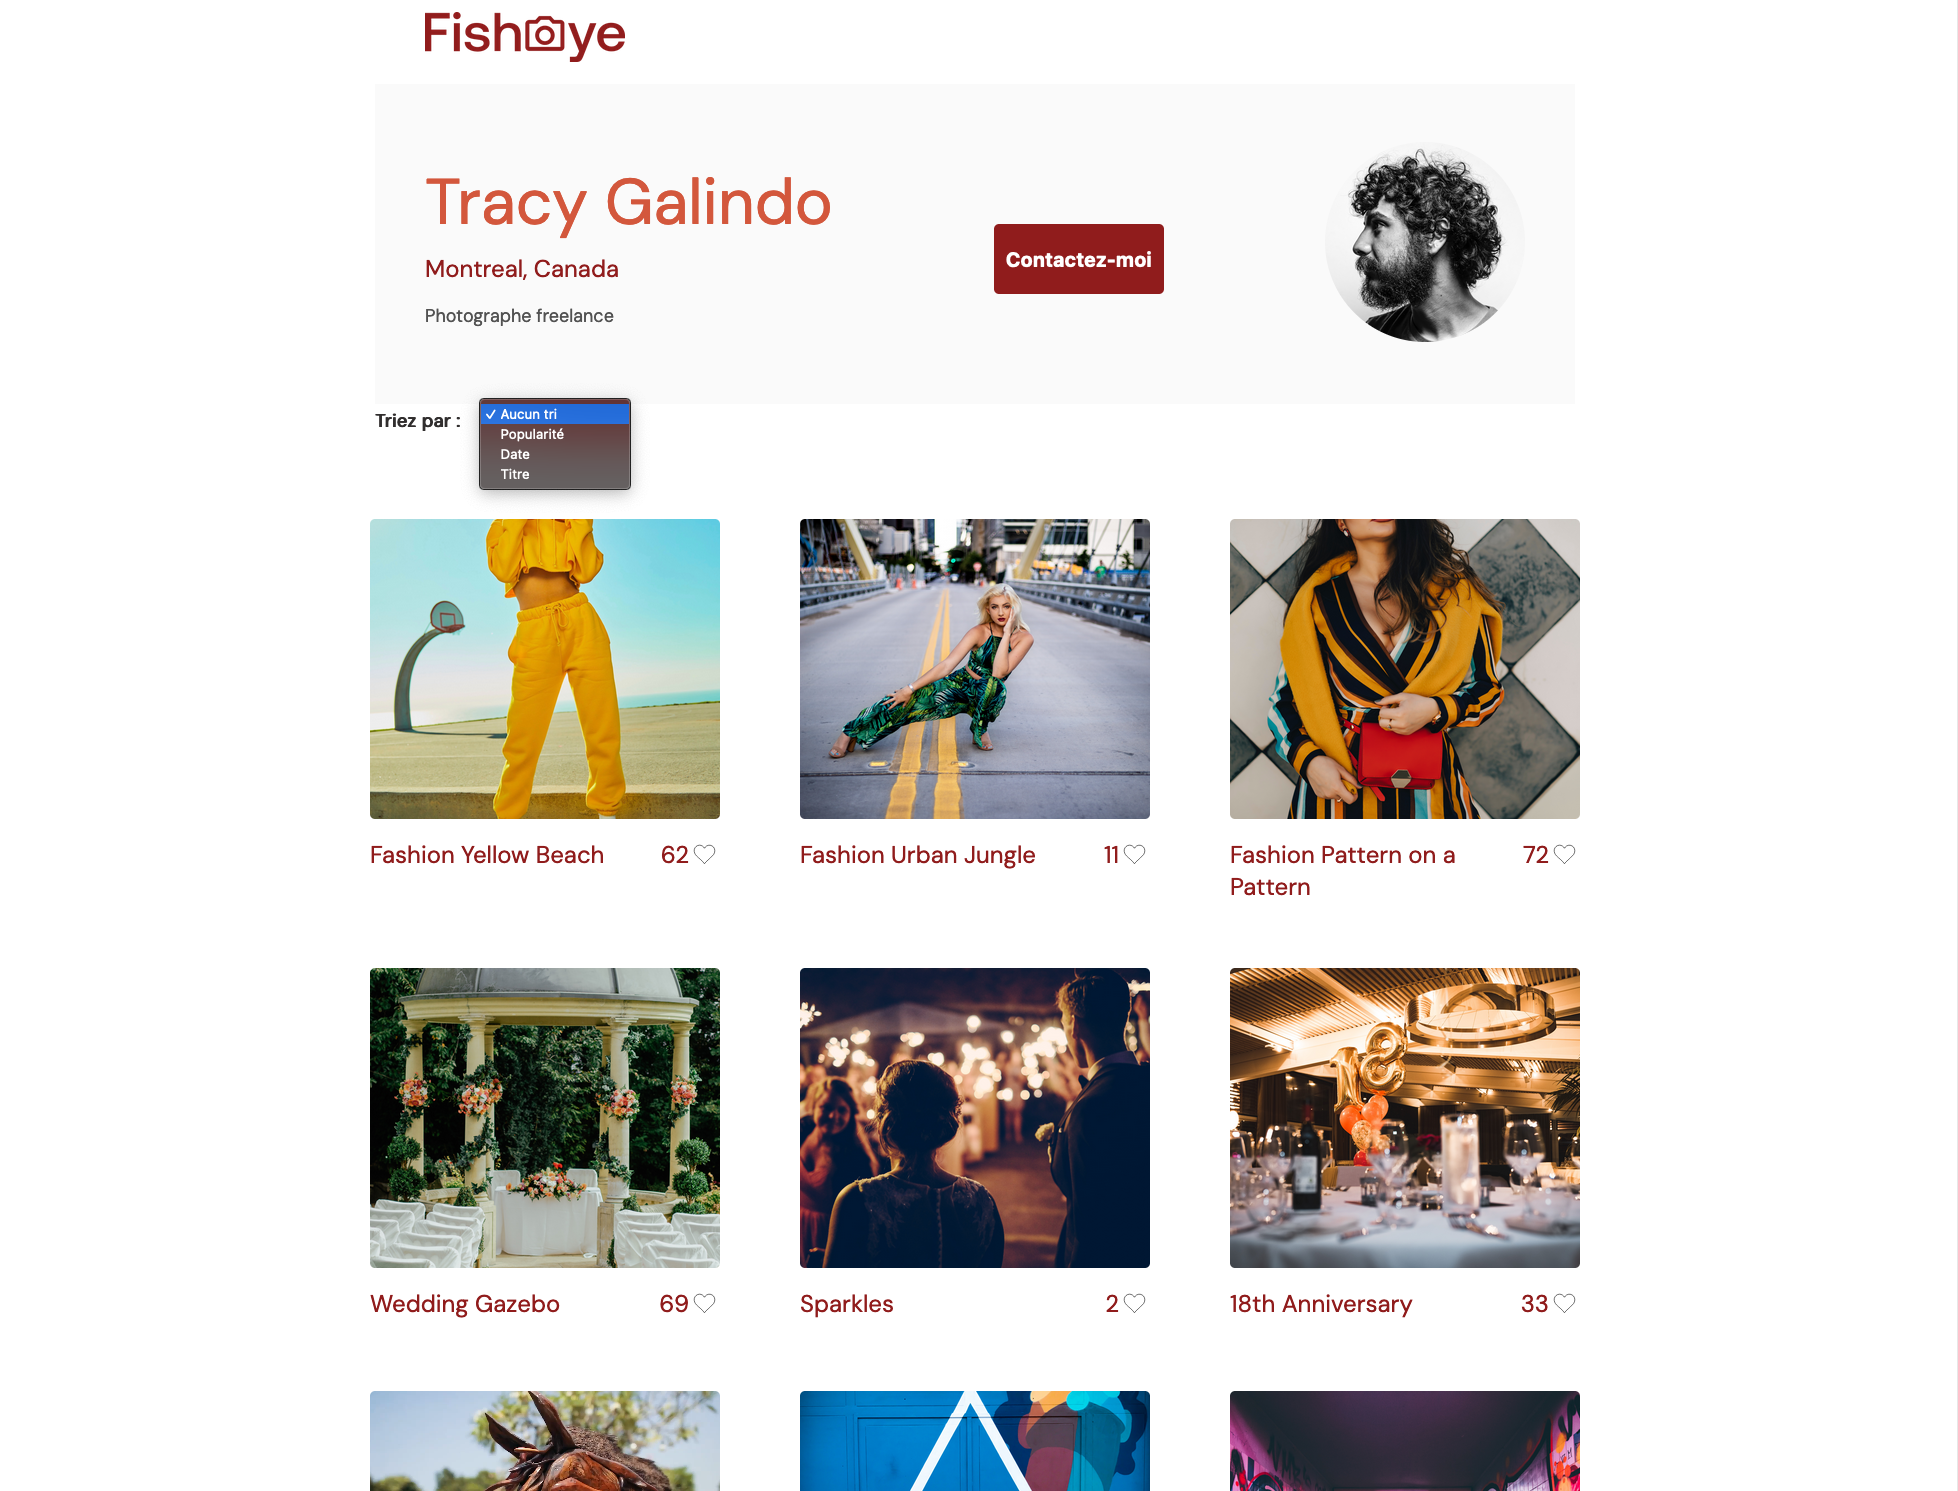 Fisheye
Tracy Galindo
Montreal, Canada
Photographe freelance
Contactez-moi
Triez par :
✓ Aucun tri
Popularité
Date
Titre
Fashion Yellow Beach 62
Fashion Urban Jungle 11
Fashion Pattern on a
Pattern 72
18
Wedding Gazebo 69
Sparkles 2
18th Anniversary 33